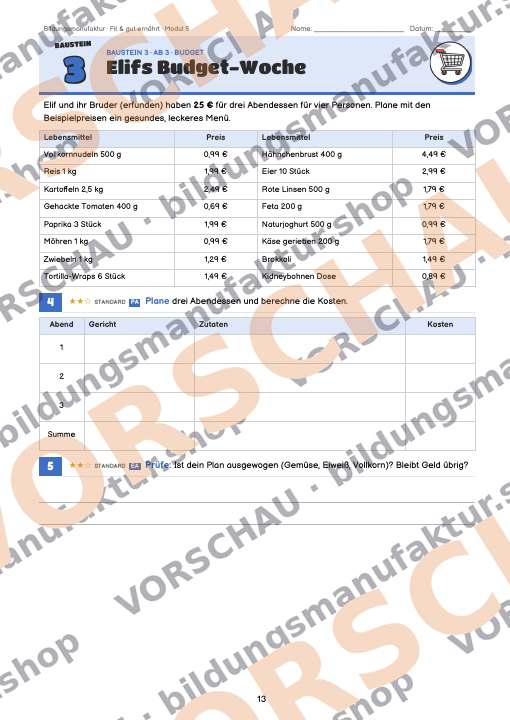 Bildungsmanufaktur · Fit & gut ernährt · Modul 5 Name: Datum:
BAUSTEIN
3
BAUSTEIN 3 · AB 3 · BUDGET
Elifs Budget-Woche
Elif und ihr Bruder (erfunden) haben 25 € für drei Abendessen für vier Personen. Plane mit den
Beispielpreisen ein gesundes, leckeres Menü.
Lebensmittel Preis Lebensmittel Preis
Vollkornnudeln 500 g 0,99 € Hähnchenbrust 400 g 4,49 €
Reis 1 kg 1,99 € Eier 10 Stück 2,99 €
Kartoffeln 2,5 kg 2,49 € Rote Linsen 500 g 1,79 €
Gehackte Tomaten 400 g 0,69 € Feta 200 g 1,79 €
Paprika 3 Stück 1,99 € Naturjoghurt 500 g 0,99 €
Möhren 1 kg 0,99 € Käse gerieben 200 g 1,79 €
Zwiebeln 1 kg 1,29 € Brokkoli 1,49 €
Tortilla-Wraps 6 Stück 1,49 € Kidneybohnen Dose 0,89 €
4 ★★☆ STANDARD PA Plane drei Abendessen und berechne die Kosten.
Abend Gericht Zutaten Kosten
1
2
3
Summe
5 ★★☆ STANDARD EA Prüfe: Ist dein Plan ausgewogen (Gemüse, Eiweiß, Vollkorn)? Bleibt Geld übrig?
13
VORSCHAU · bildungsmanufaktur.shop
VORSCHAU